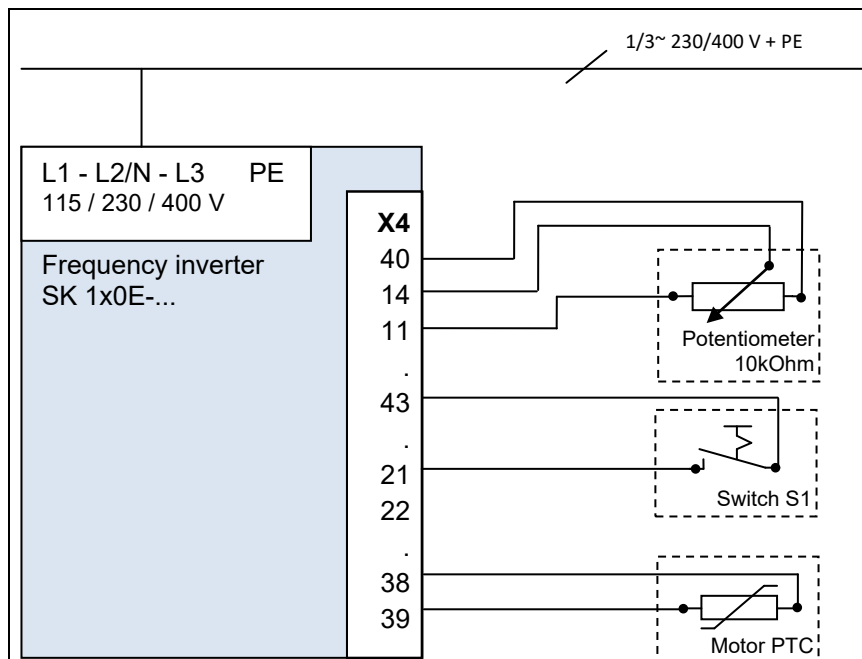 1/3~ 230/400 V + PE
L1 - L2/N - L3 PE
115 / 230 / 400 V
Frequency inverter
SK 1x0E-...
X4
40
14
11
.
43
.
21
22
.
38
39
Potentiometer
10kOhm
Switch S1
Motor PTC